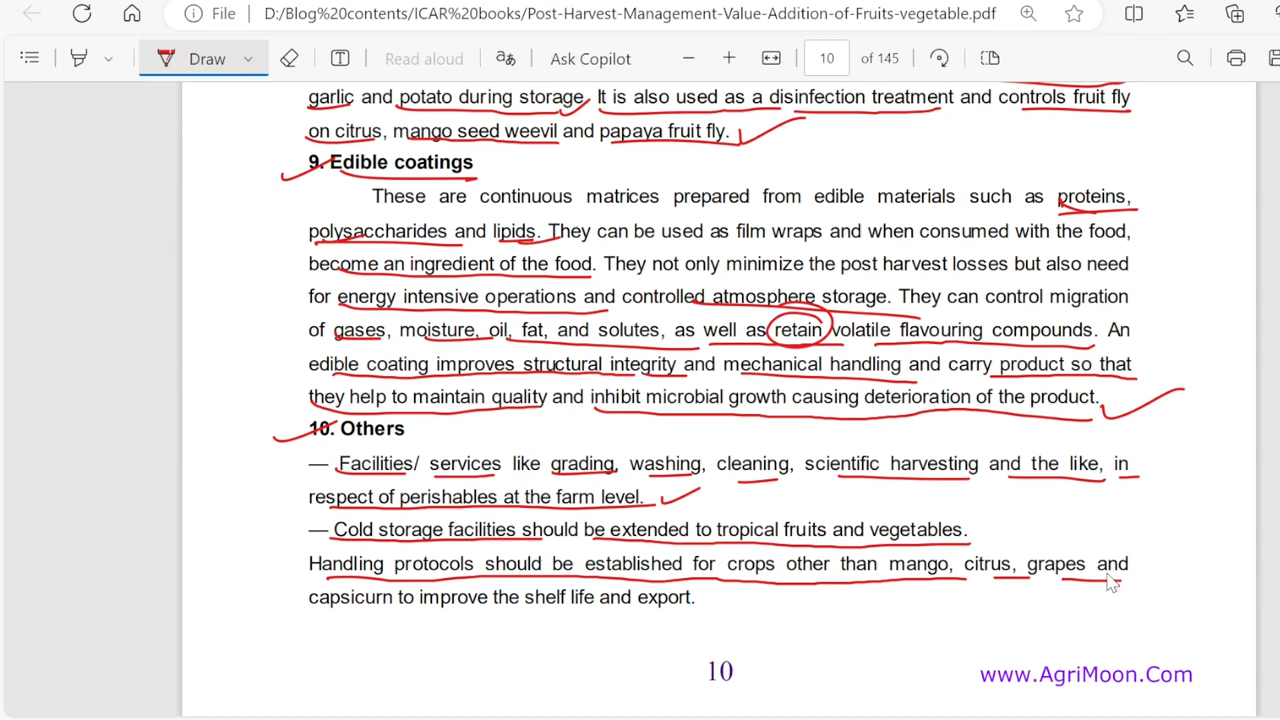 File D:/Blog%20contents/ICAR%20books/Post-Harvest-Management-Value-Addition-of-Fruits-vegetable.pdf
Draw Read aloud aあ Ask Copilot 10 of 145
garlic and potato during storage. It is also used as a disinfection treatment and controls fruit fly
on citrus, mango seed weevil and papaya fruit fly.
9. Edible coatings
These are continuous matrices prepared from edible materials such as proteins,
polysaccharides and lipids. They can be used as film wraps and when consumed with the food,
become an ingredient of the food. They not only minimize the post harvest losses but also need
for energy intensive operations and controlled atmosphere storage. They can control migration
of gases, moisture, oil, fat, and solutes, as well as retain volatile flavouring compounds. An
edible coating improves structural integrity and mechanical handling and carry product so that
they help to maintain quality and inhibit microbial growth causing deterioration of the product.
10. Others
— Facilities/ services like grading, washing, cleaning, scientific harvesting and the like, in
respect of perishables at the farm level.
— Cold storage facilities should be extended to tropical fruits and vegetables.
Handling protocols should be established for crops other than mango, citrus, grapes and
capsicurn to improve the shelf life and export.
10
www.AgriMoon.Com